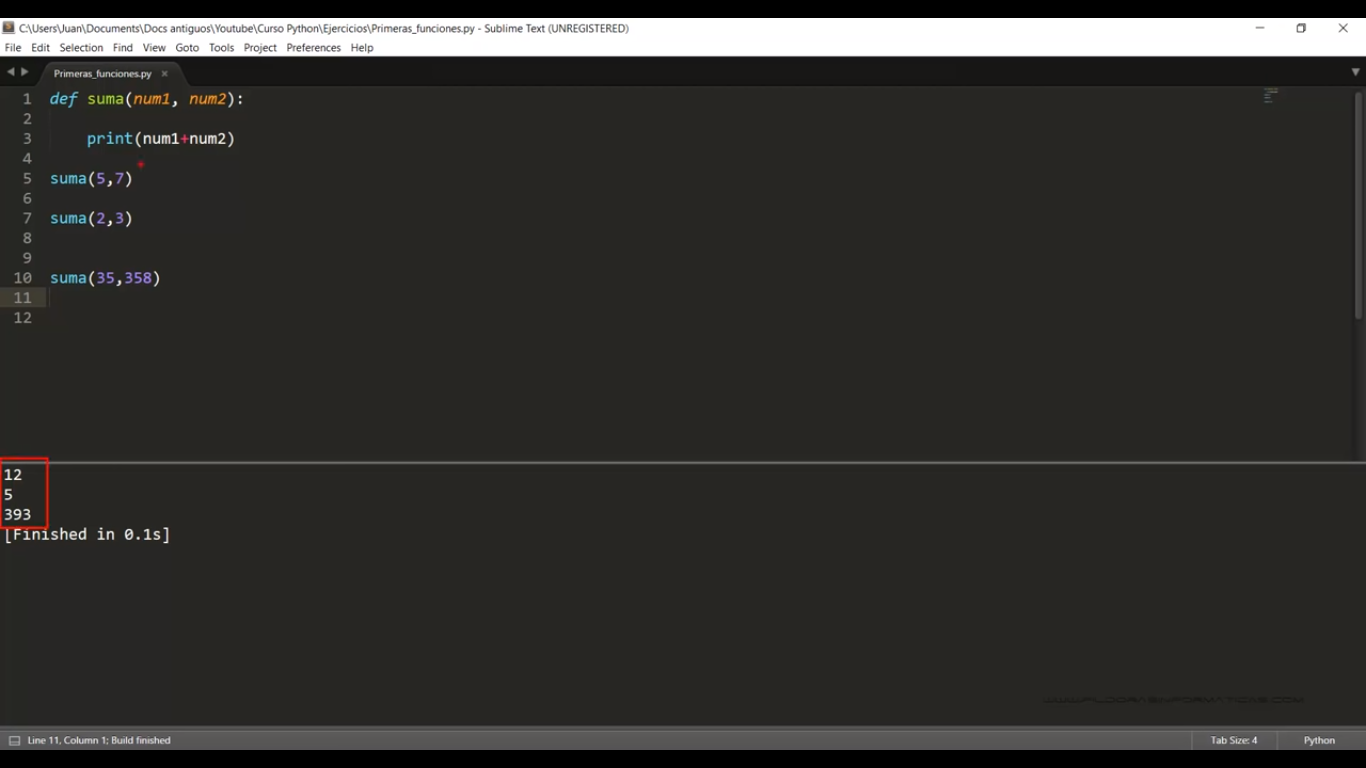 C:\Users\Juan\Documents\Docs antiguos\Youtube\Curso Python\Ejercicios\Primeras_funciones.py - Sublime Text (UNREGISTERED)
File Edit Selection Find View Goto Tools Project Preferences Help
Primeras_funciones.py ×
1 def suma(num1, num2):
2
3 print(num1+num2)
4
5 suma(5,7)
6
7 suma(2,3)
8
9
10 suma(35,358)
11
12
12
5
393
[Finished in 0.1s]
Line 11, Column 1; Build finished Tab Size: 4 Python